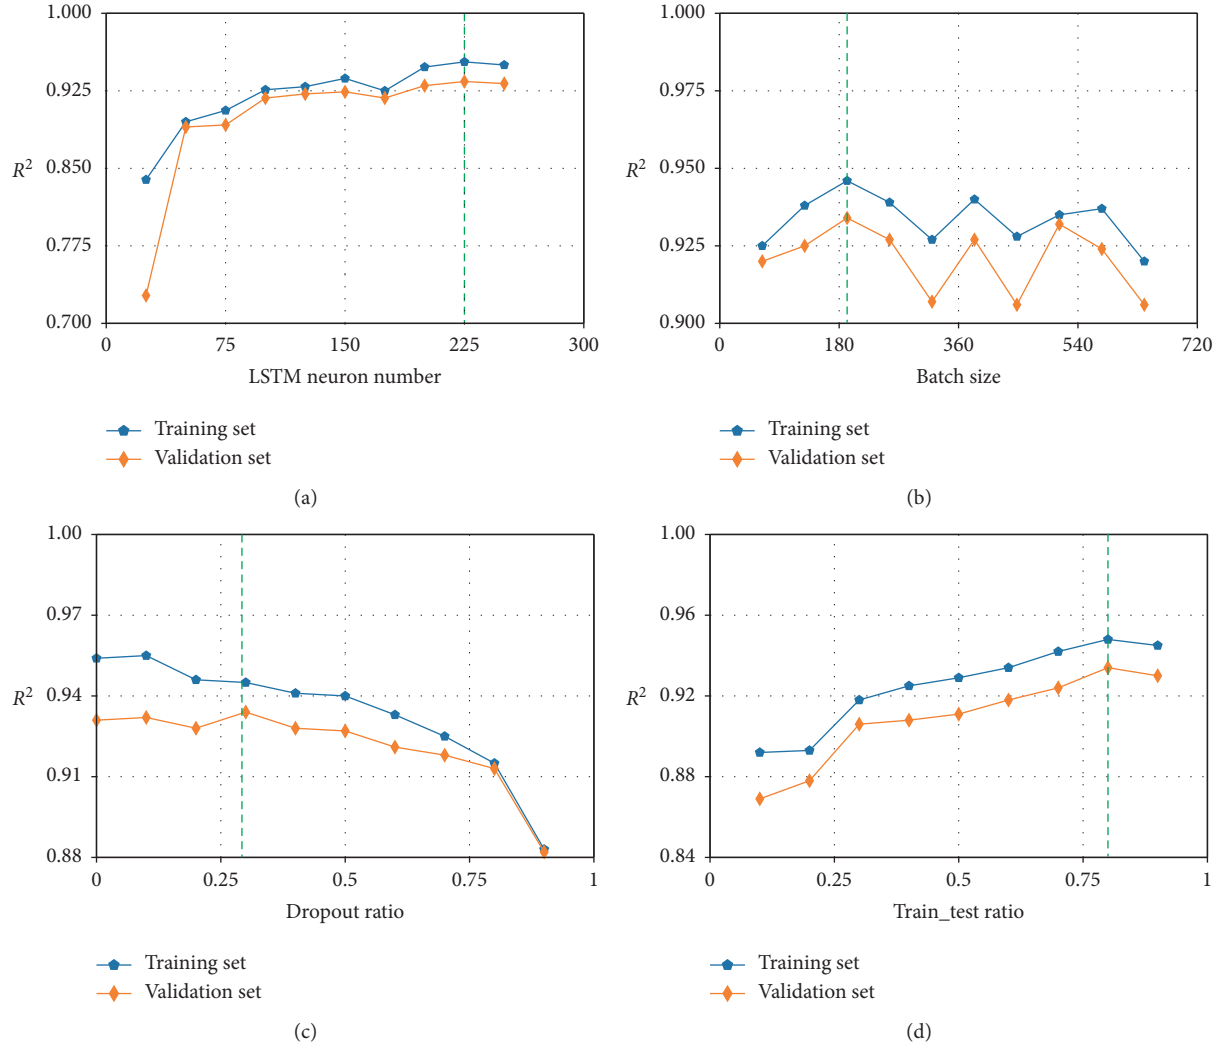 1.000
0.925
0.850
R²
0.775
0.700
0 75 150 225 300
LSTM neuron number
Training set
Validation set
(a)
1.000
0.975
0.950
R²
0.925
0.900
0 180 360 540 720
Batch size
Training set
Validation set
(b)
1.00
0.97
0.94
R²
0.91
0.88
0 0.25 0.5 0.75 1
Dropout ratio
Training set
Validation set
(c)
1.00
0.96
0.92
R²
0.88
0.84
0 0.25 0.5 0.75 1
Train_test ratio
Training set
Validation set
(d)